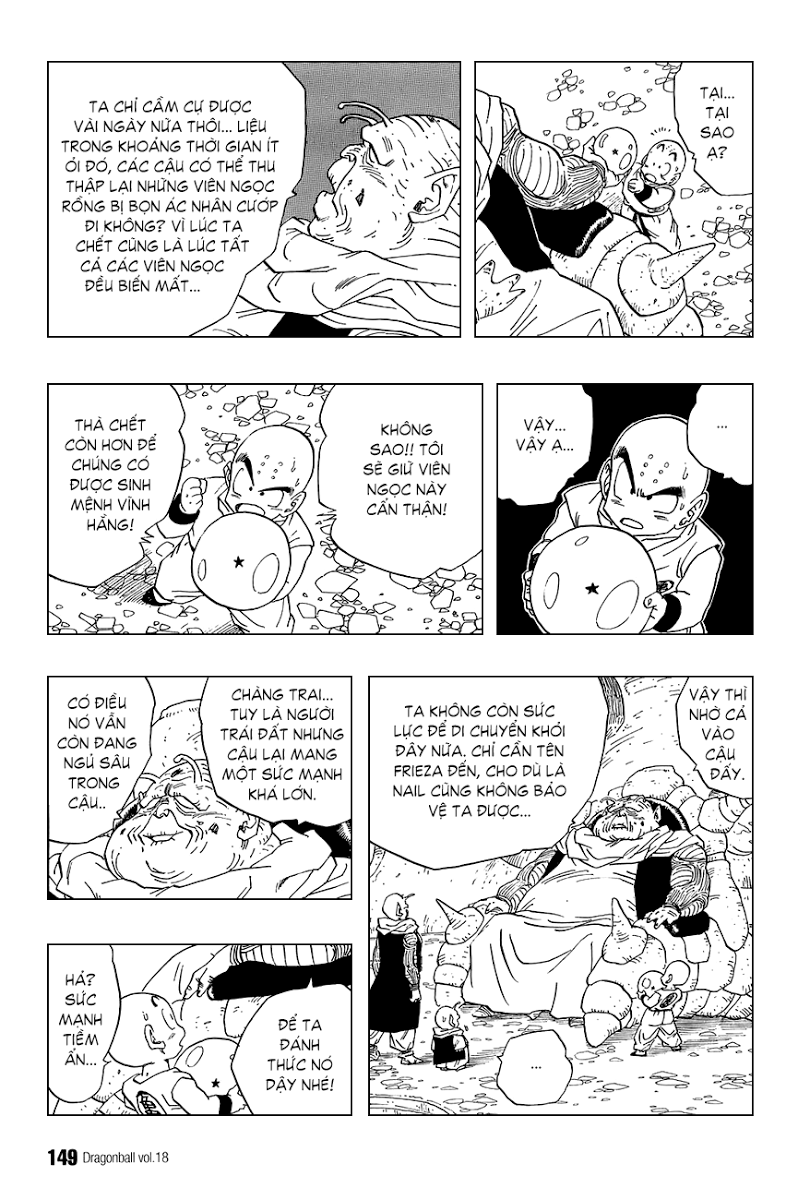 TẠI...
TẠI
SAO
Ạ?
TA CHỈ CẦM CỰ ĐƯỢC
VÀI NGÀY NỮA THÔI... LIỆU
TRONG KHOẢNG THỜI GIAN ÍT
ỎI ĐÓ, CÁC CẬU CÓ THỂ THU
THẬP LẠI NHỮNG VIÊN NGỌC
RỒNG BỊ BỌN ÁC NHÂN CƯỚP
ĐI KHÔNG? VÌ LÚC TA
CHẾT CŨNG LÀ LÚC TẤT
CẢ CÁC VIÊN NGỌC
ĐỀU BIẾN MẤT...
...
VẬY...
VẬY Ạ...
KHÔNG
SAO!! TÔI
SẼ GIỮ VIÊN
NGỌC NÀY
CẨN THẬN!
THÀ CHẾT
CÒN HƠN ĐỂ
CHÚNG CÓ
ĐƯỢC SINH
MỆNH VĨNH
HẰNG!
VẬY THÌ
NHỜ CẢ
VÀO
CẬU
ĐẤY.
TA KHÔNG CÒN SỨC
LỰC ĐỂ DI CHUYỂN KHỎI
ĐÂY NỮA. CHỈ CẦN TÊN
FRIEZA ĐẾN, CHO DÙ LÀ
NAIL CŨNG KHÔNG BẢO
VỆ TA ĐƯỢC...
...
CHÀNG TRAI...
TUY LÀ NGƯỜI
TRÁI ĐẤT NHƯNG
CẬU LẠI MANG
MỘT SỨC MẠNH
KHÁ LỚN.
CÓ ĐIỀU
NÓ VẪN
CÒN ĐANG
NGỦ SÂU
TRONG
CẬU..
ĐỂ TA
ĐÁNH
THỨC NÓ
DẬY NHÉ!
HẢ?
SỨC
MẠNH
TIỀM
ẨN...
149 Dragonball vol.18